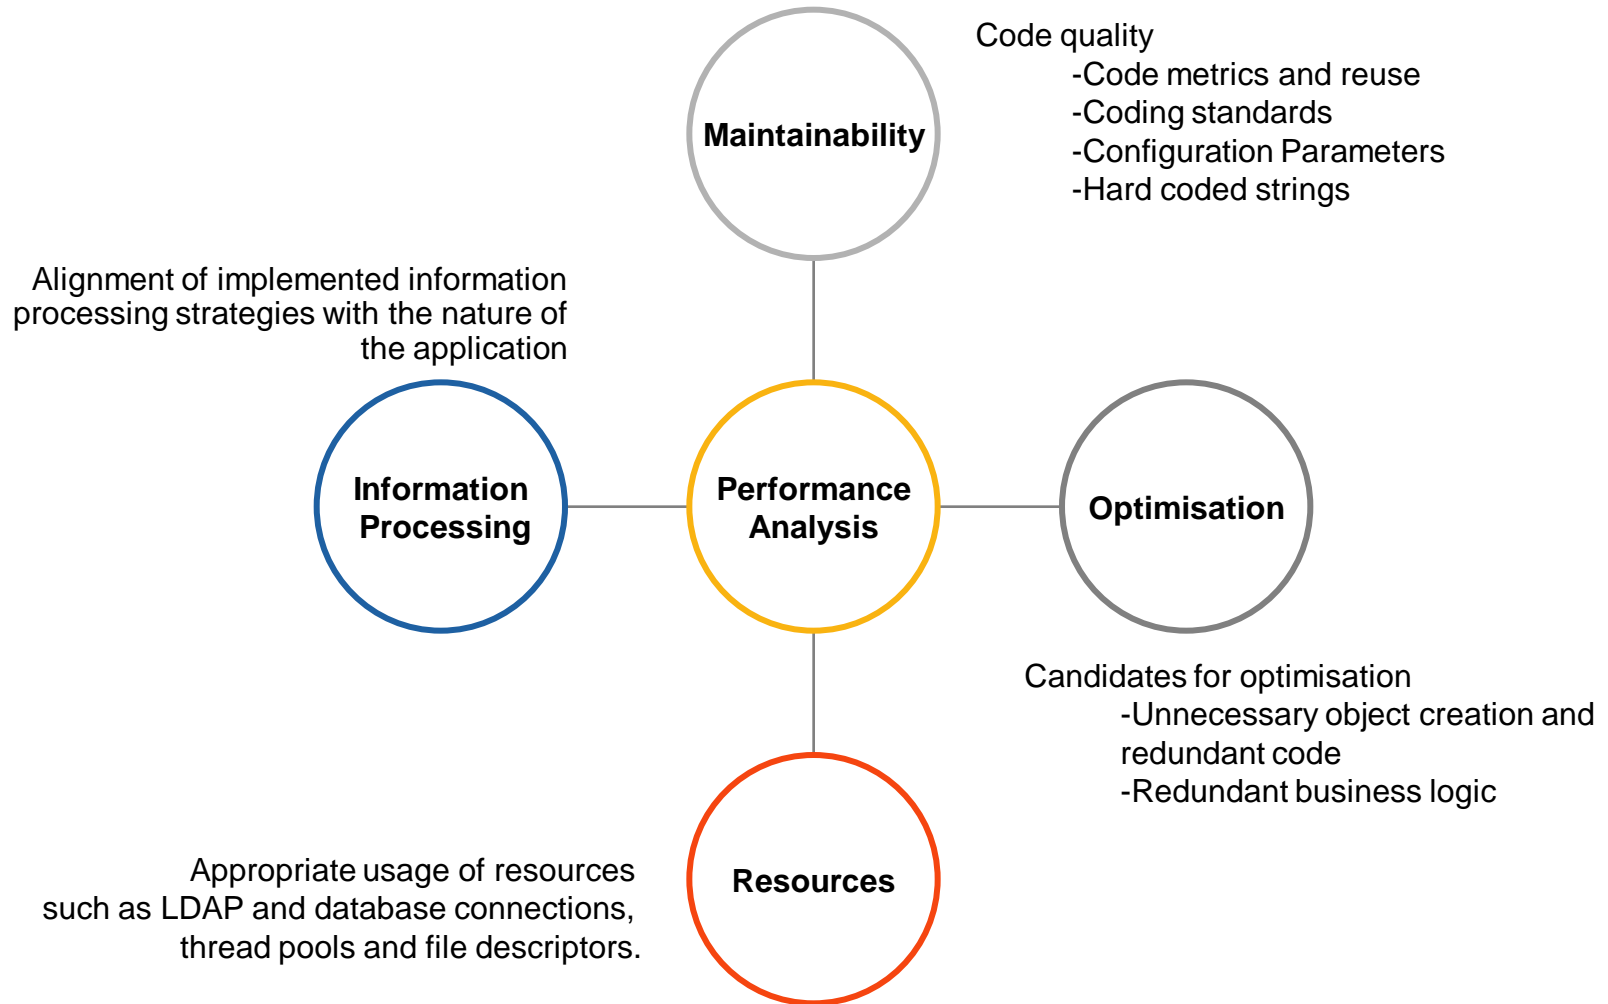 Maintainability
Code quality
-Code metrics and reuse
-Coding standards
-Configuration Parameters
-Hard coded strings
Alignment of implemented information
processing strategies with the nature of
the application
Information
Processing
Performance
Analysis
Optimisation
Candidates for optimisation
-Unnecessary object creation and
redundant code
-Redundant business logic
Resources
Appropriate usage of resources
such as LDAP and database connections,
thread pools and file descriptors.